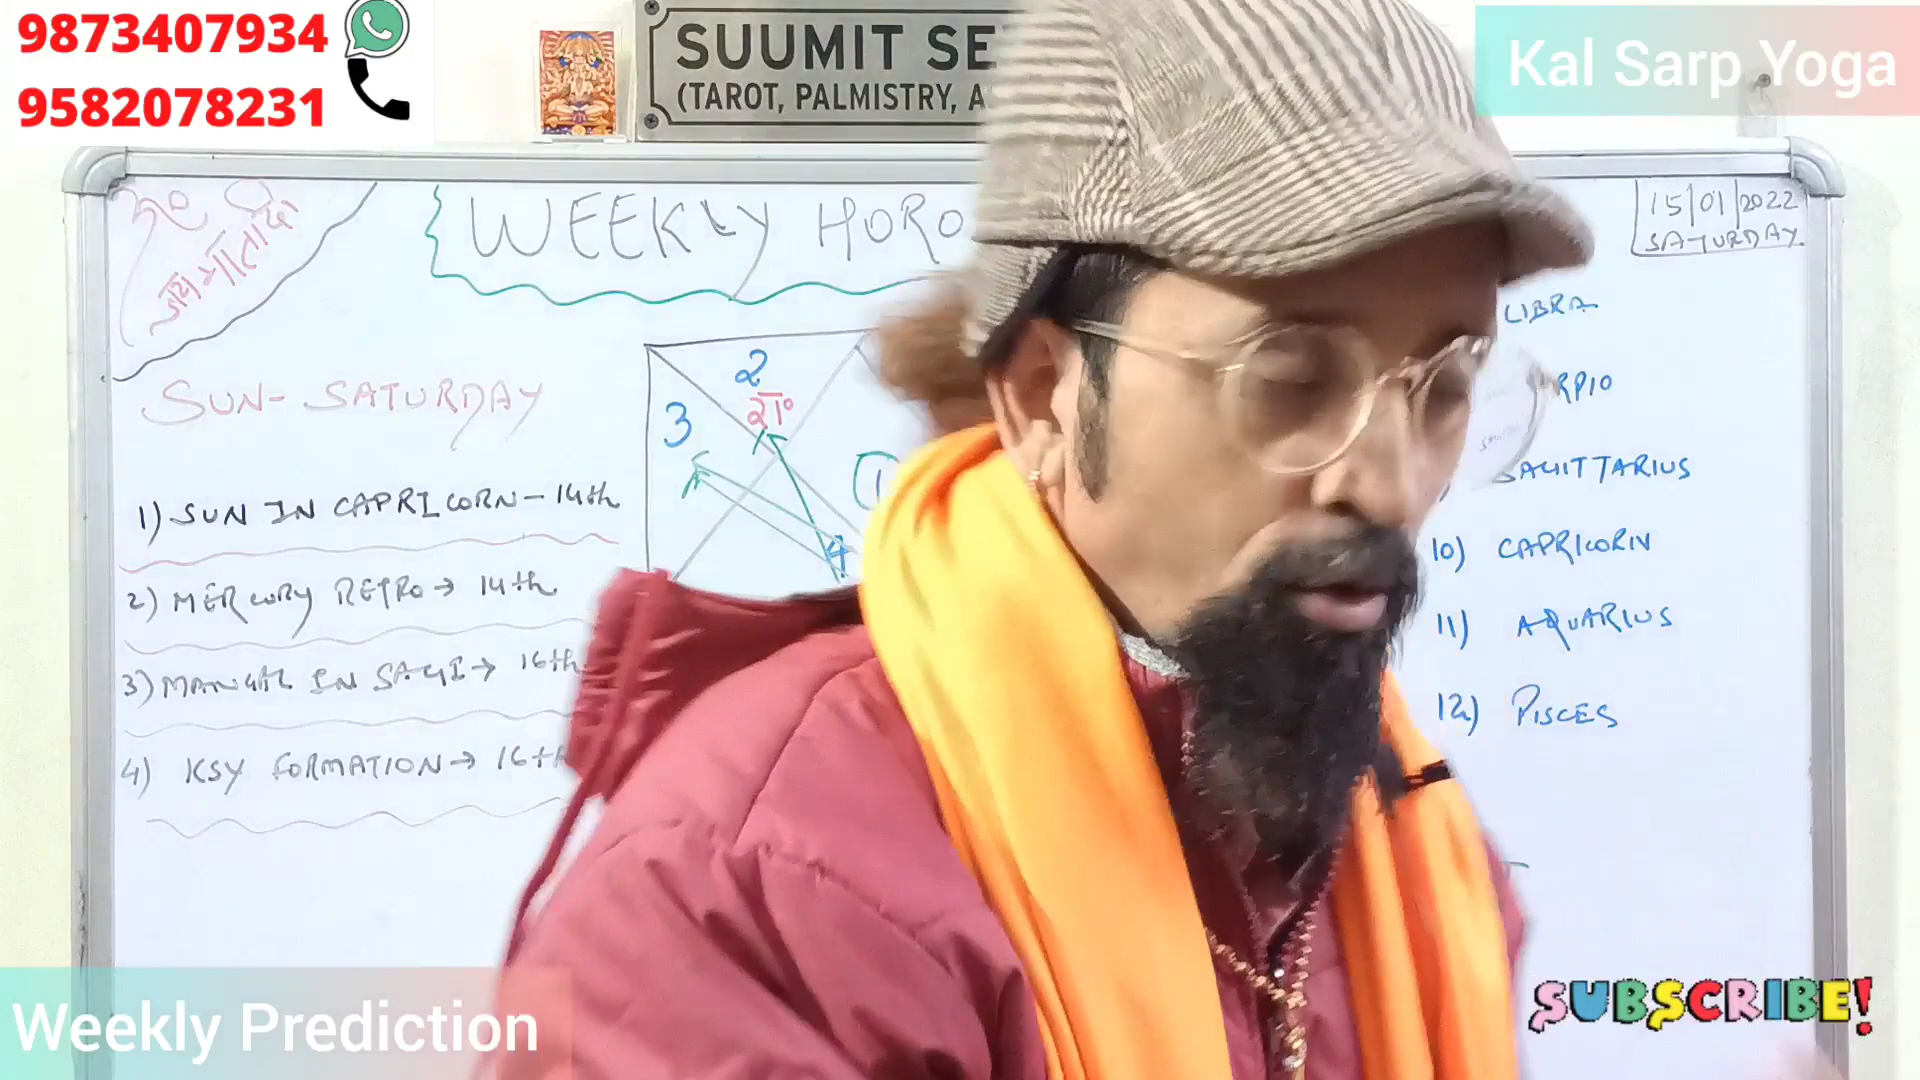 9873407934
9582078231
SUUMIT SE
(TAROT, PALMISTRY, A
Kal Sarp Yoga
WEEKLY HORO
15/01/2022
SATURDAY
SUN- SATURDAY
1) SUN IN CAPRICORN - 14th
2) MERCURY RETRO → 14th
3) MANGAL IN SAGI → 16th
4) KSY FORMATION → 16th
2
रा०
3
1
4
LIBRA
RPIO
SAGITTARIUS
10) CAPRICORN
11) AQUARIUS
12) PISCES
Weekly Prediction
SUBSCRIBE!